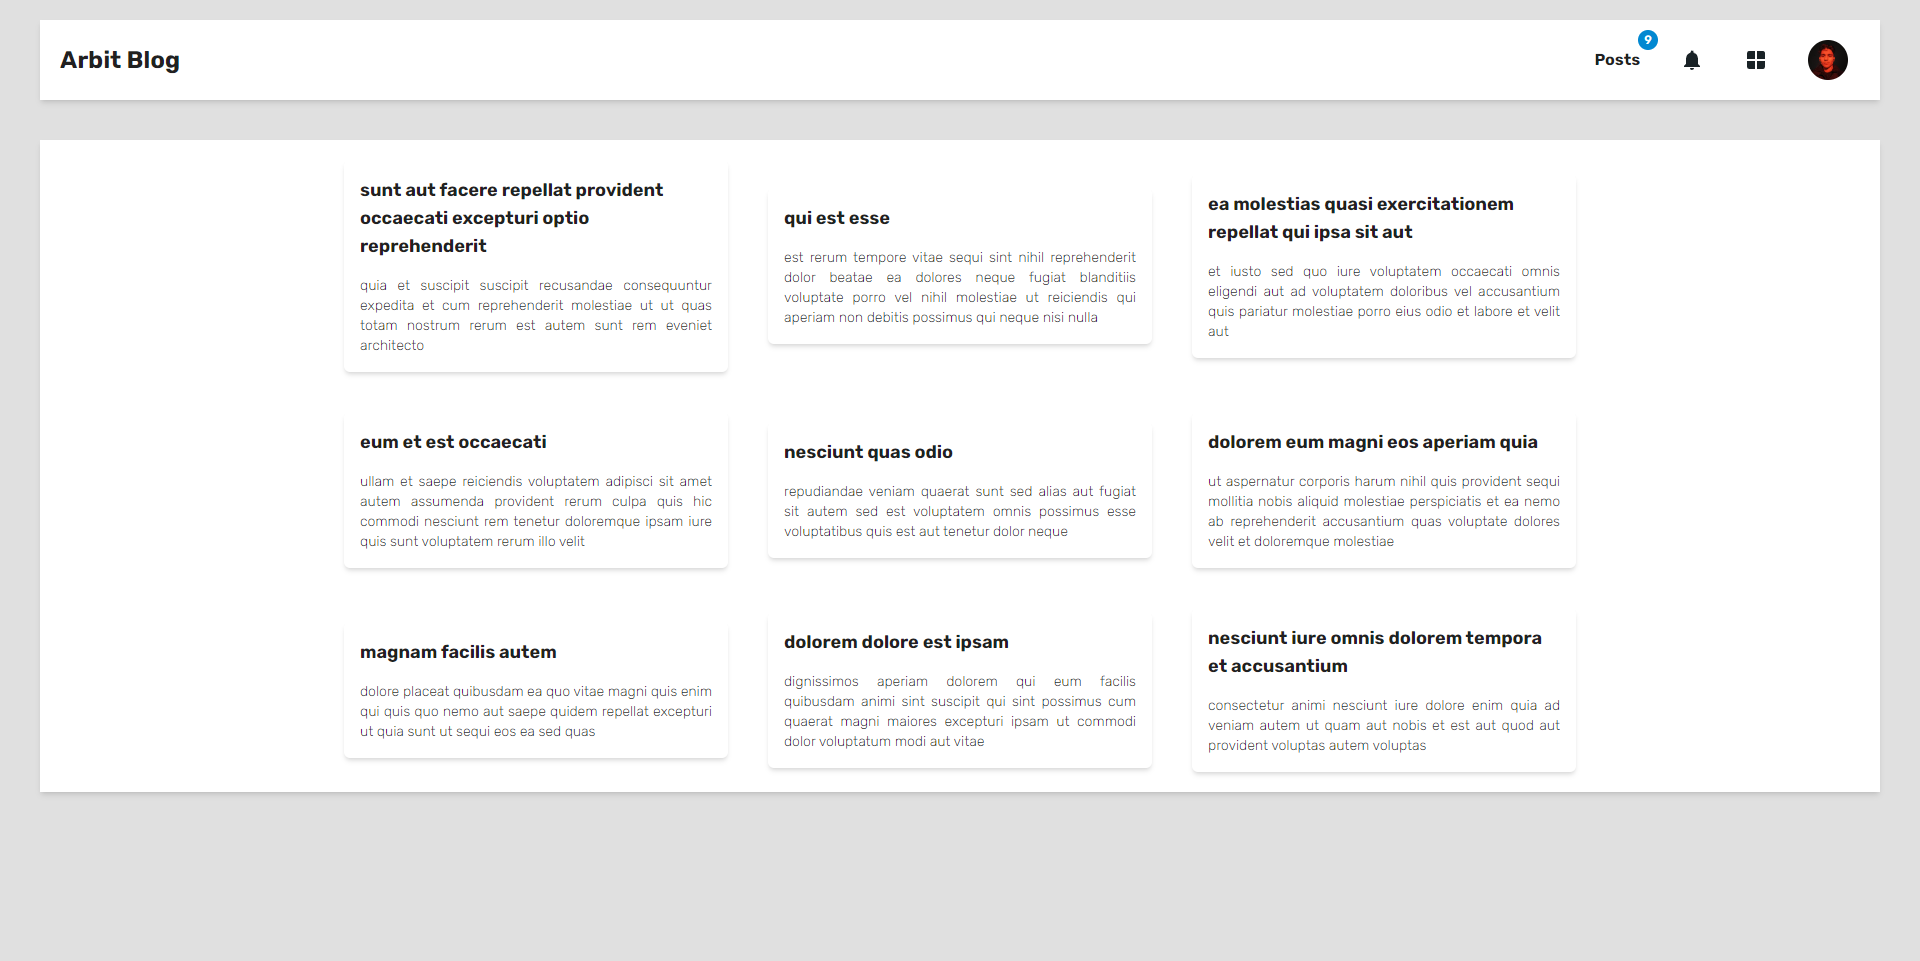 Arbit Blog
Posts
9
sunt aut facere repellat provident
occaecati excepturi optio
reprehenderit
quia et suscipit suscipit recusandae consequuntur
expedita et cum reprehenderit molestiae ut ut quas
totam nostrum rerum est autem sunt rem eveniet
architecto
qui est esse
est rerum tempore vitae sequi sint nihil reprehenderit
dolor beatae ea dolores neque fugiat blanditiis
voluptate porro vel nihil molestiae ut reiciendis qui
aperiam non debitis possimus qui neque nisi nulla
ea molestias quasi exercitationem
repellat qui ipsa sit aut
et iusto sed quo iure voluptatem occaecati omnis
eligendi aut ad voluptatem doloribus vel accusantium
quis pariatur molestiae porro eius odio et labore et velit
aut
eum et est occaecati
ullam et saepe reiciendis voluptatem adipisci sit amet
autem assumenda provident rerum culpa quis hic
commodi nesciunt rem tenetur doloremque ipsam iure
quis sunt voluptatem rerum illo velit
nesciunt quas odio
repudiandae veniam quaerat sunt sed alias aut fugiat
sit autem sed est voluptatem omnis possimus esse
voluptatibus quis est aut tenetur dolor neque
dolorem eum magni eos aperiam quia
ut aspernatur corporis harum nihil quis provident sequi
mollitia nobis aliquid molestiae perspiciatis et ea nemo
ab reprehenderit accusantium quas voluptate dolores
velit et doloremque molestiae
magnam facilis autem
dolore placeat quibusdam ea quo vitae magni quis enim
qui quis quo nemo aut saepe quidem repellat excepturi
ut quia sunt ut sequi eos ea sed quas
dolorem dolore est ipsam
dignissimos aperiam dolorem qui eum facilis
quibusdam animi sint suscipit qui sint possimus cum
quaerat magni maiores excepturi ipsam ut commodi
dolor voluptatum modi aut vitae
nesciunt iure omnis dolorem tempora
et accusantium
consectetur animi nesciunt iure dolore enim quia ad
veniam autem ut quam aut nobis et est aut quod aut
provident voluptas autem voluptas